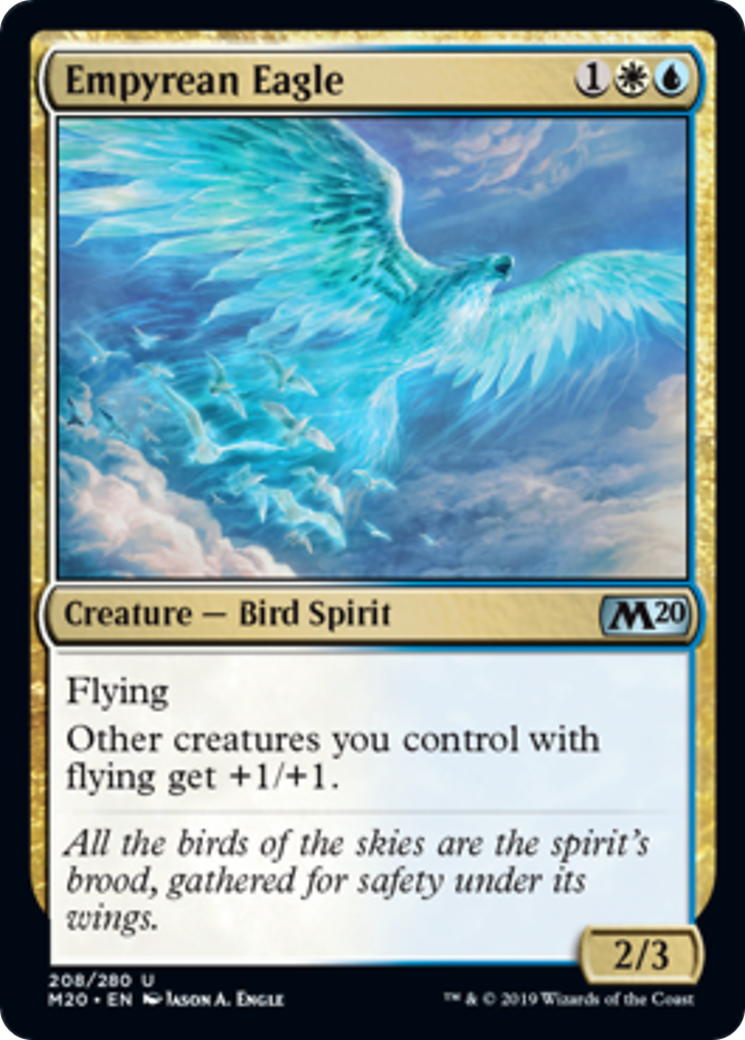 Empyrean Eagle 1
Creature — Bird Spirit M20
Flying
Other creatures you control with
flying get +1/+1.
All the birds of the skies are the spirit's
brood, gathered for safety under its
wings.
2/3
208/280 U
M20 • EN Jason A. Engle ™ & © 2019 Wizards of the Coast